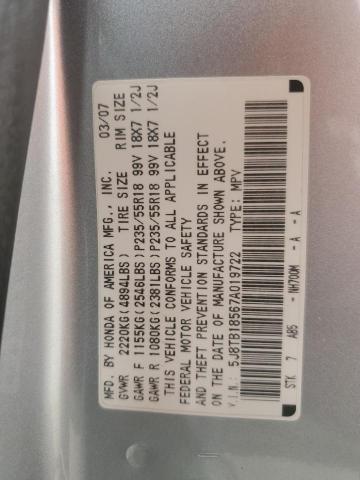 MFD. BY HONDA OF AMERICA MFG., INC. 03/07
GVWR 2220KG(4894LBS) TIRE SIZE RIM SIZE
GAWR F 1155KG(2546LBS)P235/55R18 99V 18X7 1/2J
GAWR R 1080KG(2381LBS)P235/55R18 99V 18X7 1/2J
THIS VEHICLE CONFORMS TO ALL APPLICABLE
FEDERAL MOTOR VEHICLE SAFETY
AND THEFT PREVENTION STANDARDS IN EFFECT
ON THE DATE OF MANUFACTURE SHOWN ABOVE.
V.I.N: 5J8TB18567A019722 TYPE: MPV
STK 7 AB5 - NH700M - A - A